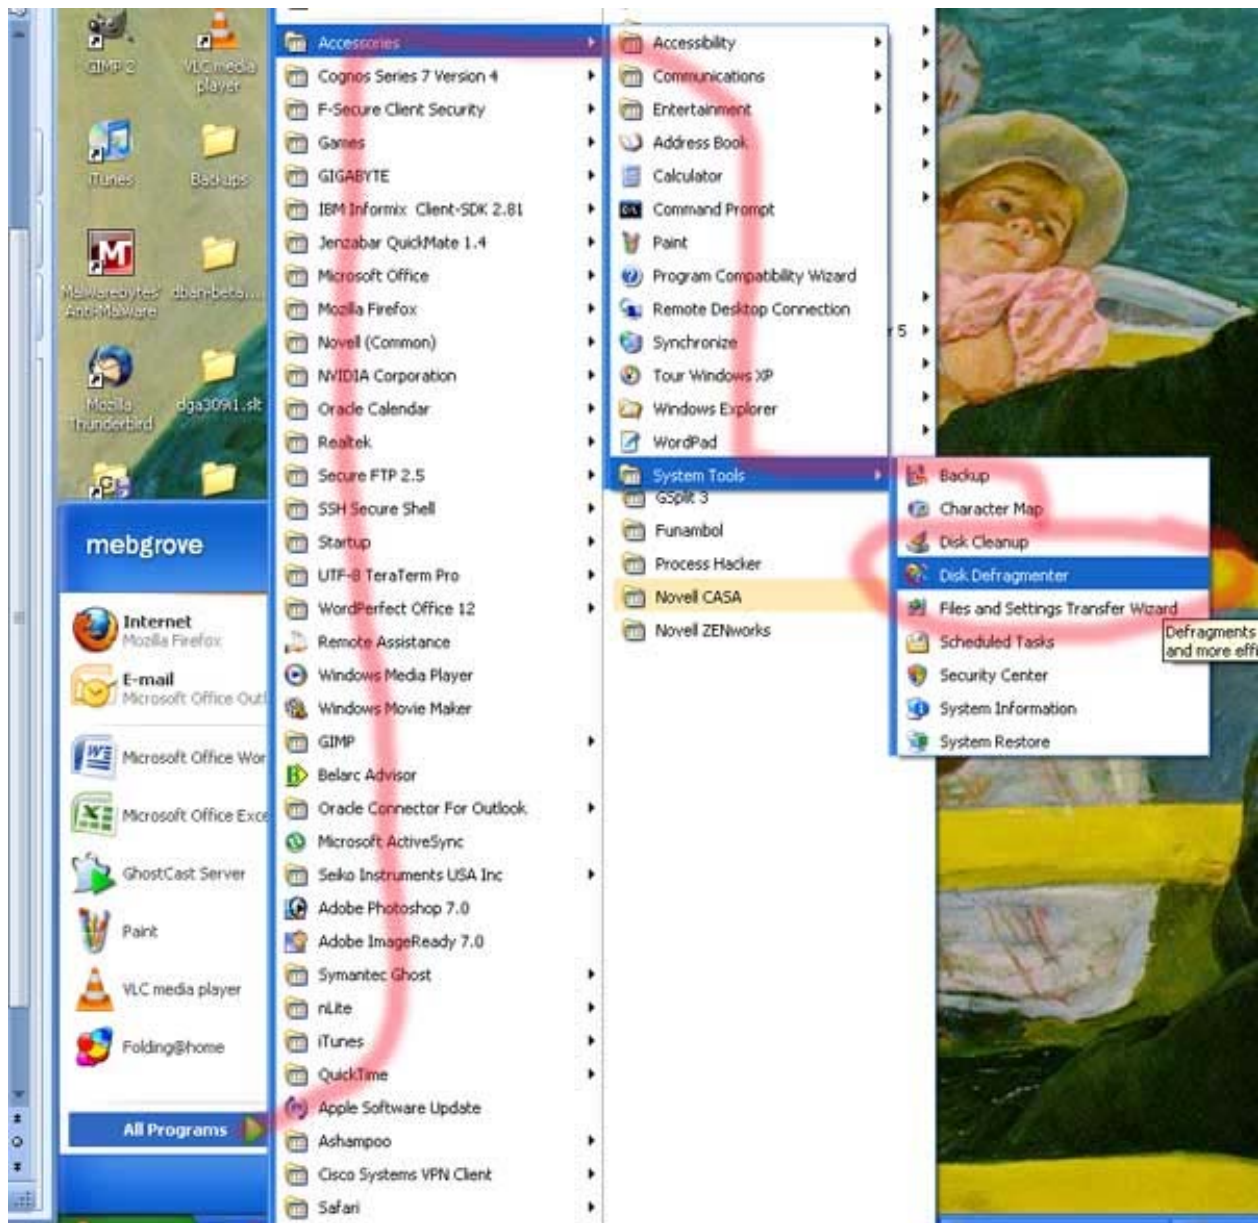 GIMP 2
VLC media
player
iTunes
Backups
Malwarebytes'
Anti-Malware
dban-beta....
Mozilla
Thunderbird
dga309i1.slt
mebgrove
Internet
Mozilla Firefox
E-mail
Microsoft Office Outl
Microsoft Office Wor
Microsoft Office Exce
GhostCast Server
Paint
VLC media player
Folding@home
All Programs
Accessories
Cognos Series 7 Version 4
F-Secure Client Security
Games
GIGABYTE
IBM Informix Client-SDK 2.81
Jenzabar QuickMate 1.4
Microsoft Office
Mozilla Firefox
Novell (Common)
NVIDIA Corporation
Oracle Calendar
Realtek
Secure FTP 2.5
SSH Secure Shell
Startup
UTF-8 TeraTerm Pro
WordPerfect Office 12
Remote Assistance
Windows Media Player
Windows Movie Maker
GIMP
Belarc Advisor
Oracle Connector For Outlook
Microsoft ActiveSync
Seiko Instruments USA Inc
Adobe Photoshop 7.0
Adobe ImageReady 7.0
Symantec Ghost
nLite
iTunes
QuickTime
Apple Software Update
Ashampoo
Cisco Systems VPN Client
Safari
Accessibility
Communications
Entertainment
Address Book
Calculator
Command Prompt
Paint
Program Compatibility Wizard
Remote Desktop Connection
Synchronize
Tour Windows XP
Windows Explorer
WordPad
System Tools
GSplit 3
Funambol
Process Hacker
Novell CASA
Novell ZENworks
r 5
Backup
Character Map
Disk Cleanup
Disk Defragmenter
Files and Settings Transfer Wizard
Scheduled Tasks
Security Center
System Information
System Restore
Defragments
and more effi